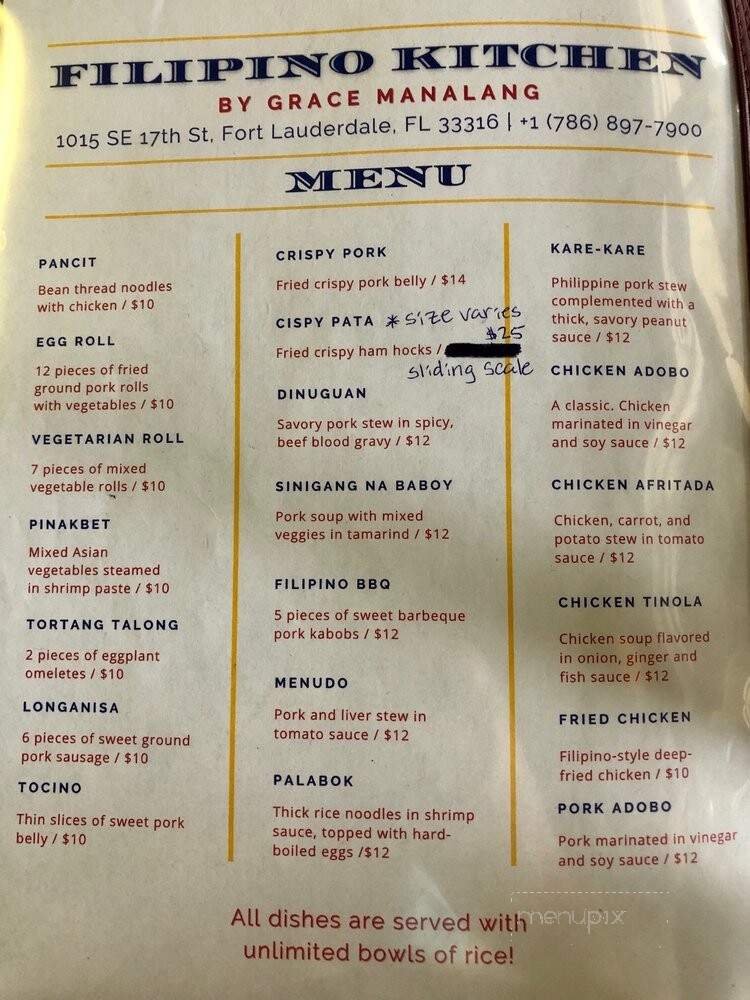 FILIPINO KITCHEN
BY GRACE MANALANG
1015 SE 17th St, Fort Lauderdale, FL 33316 | +1 (786) 897-7900
MENU
PANCIT
Bean thread noodles
with chicken / $10
EGG ROLL
12 pieces of fried
ground pork rolls
with vegetables / $10
VEGETARIAN ROLL
7 pieces of mixed
vegetable rolls / $10
PINAKBET
Mixed Asian
vegetables steamed
in shrimp paste / $10
TORTANG TALONG
2 pieces of eggplant
omeletes / $10
LONGANISA
6 pieces of sweet ground
pork sausage / $10
TOCINO
Thin slices of sweet pork
belly / $10
CRISPY PORK
Fried crispy pork belly / $14
CISPY PATA *size varies
$25
Fried crispy ham hocks /
sliding scale
DINUGUAN
Savory pork stew in spicy,
beef blood gravy / $12
SINIGANG NA BABOY
Pork soup with mixed
veggies in tamarind / $12
FILIPINO BBQ
5 pieces of sweet barbeque
pork kabobs / $12
MENUDO
Pork and liver stew in
tomato sauce / $12
PALABOK
Thick rice noodles in shrimp
sauce, topped with hard-
boiled eggs /$12
KARE-KARE
Philippine pork stew
complemented with a
thick, savory peanut
sauce / $12
CHICKEN ADOBO
A classic. Chicken
marinated in vinegar
and soy sauce / $12
CHICKEN AFRITADA
Chicken, carrot, and
potato stew in tomato
sauce / $12
CHICKEN TINOLA
Chicken soup flavored
in onion, ginger and
fish sauce / $12
FRIED CHICKEN
Filipino-style deep-
fried chicken / $10
PORK ADOBO
Pork marinated in vinegar
and soy sauce / $12
All dishes are served with
unlimited bowls of rice!
menupix